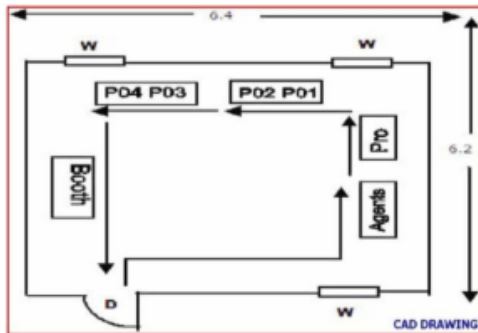 6.4
W
W
P04 P03
P02 P01
Pro
6.2
Booth
Agents
D
W
CAD DRAWING